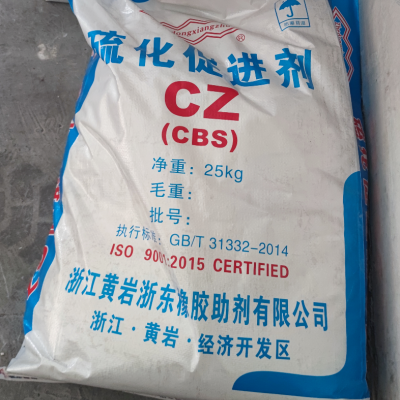 硫化促进剂
CZ
(CBS)
净重：25kg
毛重：
批号：
执行标准：GB/T 31332-2014
ISO 9001:2015 CERTIFIED
浙江黄岩浙东橡胶助剂有限公司
浙江·黄岩·经济开发区